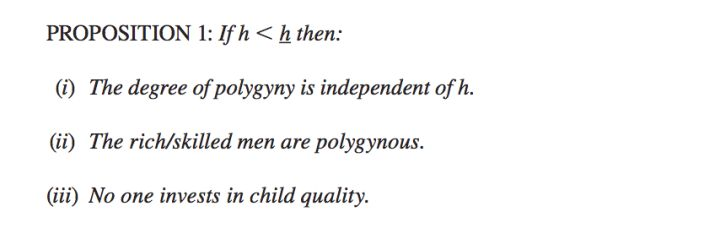 PROPOSITION 1: If h < h̲ then:
(i) The degree of polygyny is independent of h.
(ii) The rich/skilled men are polygynous.
(iii) No one invests in child quality.